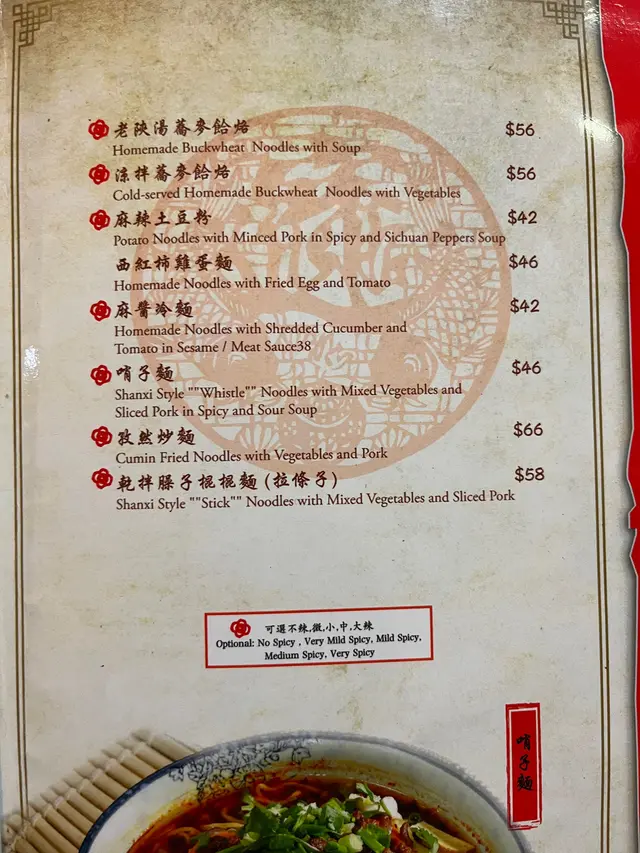 老陝湯蕎麥餄焙 $56
Homemade Buckwheat Noodles with Soup
涼拌蕎麥餄焙 $56
Cold-served Homemade Buckwheat Noodles with Vegetables
麻辣土豆粉 $42
Potato Noodles with Minced Pork in Spicy and Sichuan Peppers Soup
西紅柿雞蛋麵 $46
Homemade Noodles with Fried Egg and Tomato
麻醬冷麵 $42
Homemade Noodles with Shredded Cucumber and
Tomato in Sesame / Meat Sauce38
哨子麵 $46
Shanxi Style ""Whistle"" Noodles with Mixed Vegetables and
Sliced Pork in Spicy and Sour Soup
孜然炒麵 $66
Cumin Fried Noodles with Vegetables and Pork
乾拌臊子棍棍麵 (拉條子) $58
Shanxi Style ""Stick"" Noodles with Mixed Vegetables and Sliced Pork
可選不辣,微,小,中,大辣
Optional: No Spicy , Very Mild Spicy, Mild Spicy,
Medium Spicy, Very Spicy
哨子麵